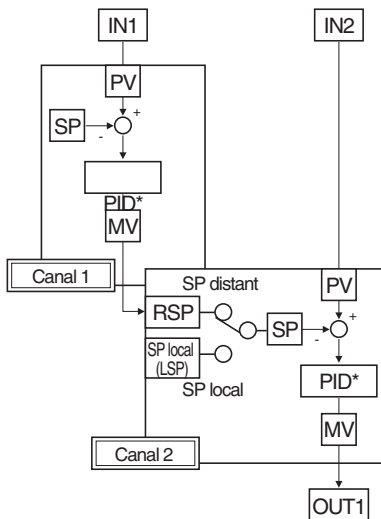 IN1
IN2
PV
+
SP
-
PID*
MV
Canal 1
SP distant
PV
RSP
SP
+
-
SP local
(LSP)
SP local
PID*
MV
Canal 2
OUT1